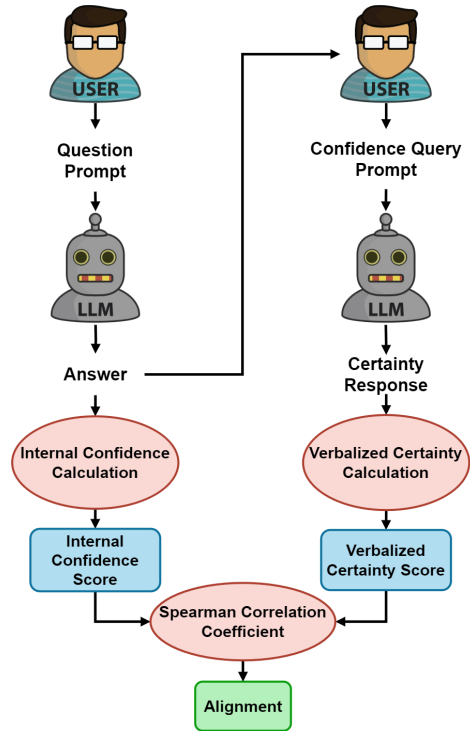 USER
Question
Prompt
LLM
Answer
Internal Confidence
Calculation
Internal
Confidence
Score
USER
Confidence Query
Prompt
LLM
Certainty
Response
Verbalized Certainty
Calculation
Verbalized
Certainty Score
Spearman Correlation
Coefficient
Alignment